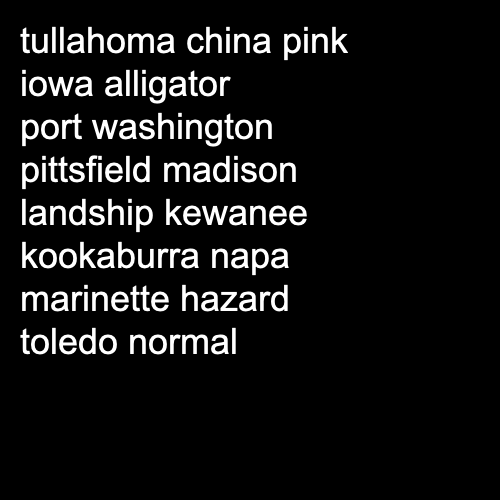 tullahoma china pink
iowa alligator
port washington
pittsfield madison
landship kewanee
kookaburra napa
marinette hazard
toledo normal